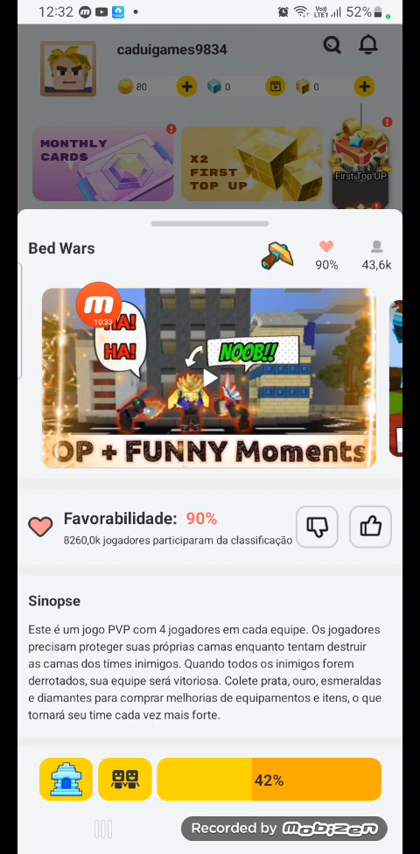 12:32
Vo8
LTE1
52%
caduigames9834
80
0
0
MONTHLY
CARDS
X2
FIRST
TOP UP
First Top UP
Bed Wars
90%
43,6k
10:33
HA!
HA!
NOOB!!
OP + FUNNY Moments
Favorabilidade: 90%
8260,0k jogadores participaram da classificação
Sinopse
Este é um jogo PVP com 4 jogadores em cada equipe. Os jogadores
precisam proteger suas próprias camas enquanto tentam destruir
as camas dos times inimigos. Quando todos os inimigos forem
derrotados, sua equipe será vitoriosa. Colete prata, ouro, esmeraldas
e diamantes para comprar melhorias de equipamentos e itens, o que
tornará seu time cada vez mais forte.
42%
Recorded by mobizen